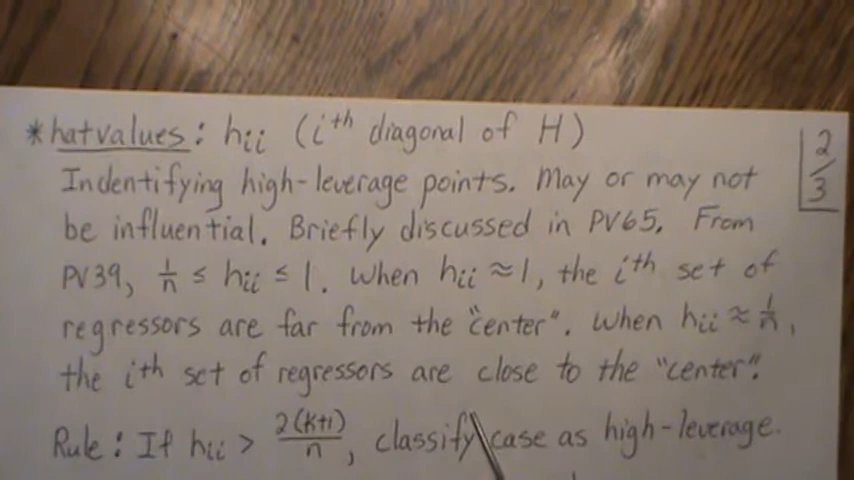 *hatvalues: hii (ith diagonal of H)
2/3
Indentifying high-leverage points. May or may not
be influential. Briefly discussed in PV65. From
PV39, 1/n ≤ hii ≤ 1. When hii ≈ 1, the ith set of
regressors are far from the "center". When hii ≈ 1/n,
the ith set of regressors are close to the "center".
Rule: If hii > 2(k+1)/n, classify case as high-leverage.